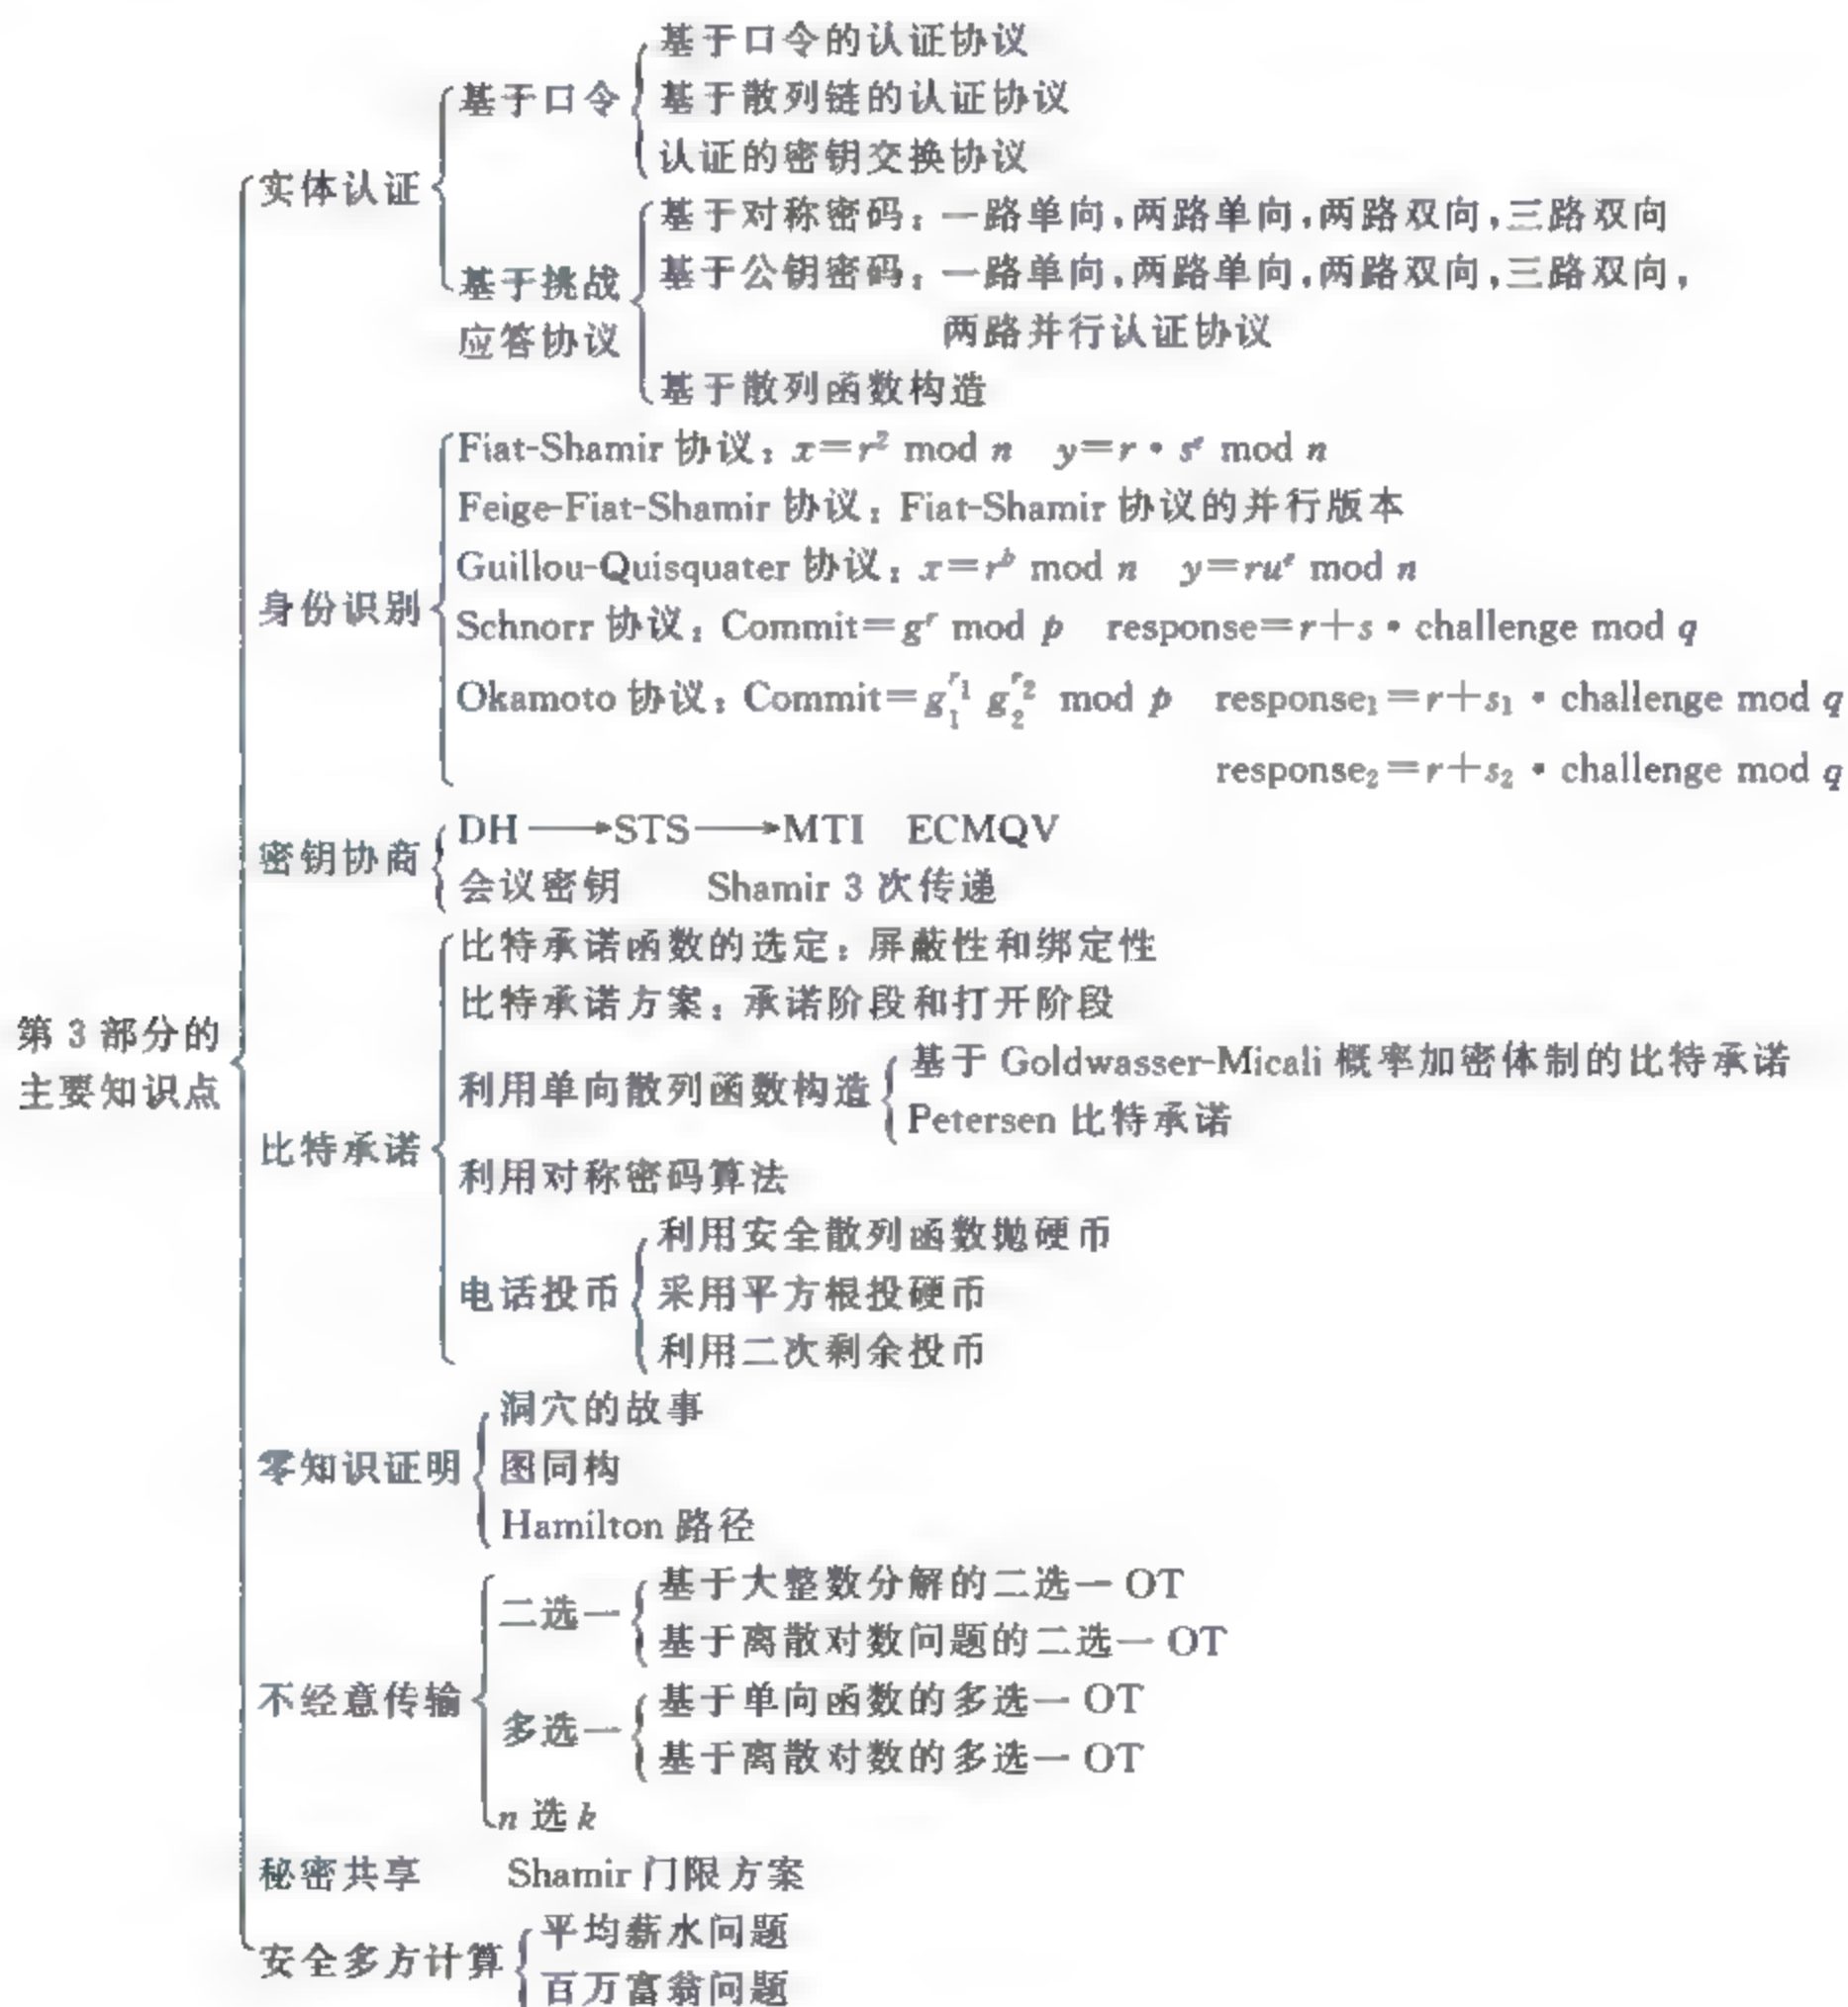 基于口令的认证协议
基于口令 基于散列链的认证协议
认证的密钥交换协议
实体认证
基于对称密码：一路单向，两路单向，两路双向，三路双向
基于公钥密码：一路单向，两路单向，两路双向，三路双向，
基于挑战
应答协议
两路并行认证协议
基于散列函数构造
Fiat-Shamir 协议：x=r² mod n y=r·sᵉ mod n
Feige-Fiat-Shamir 协议：Fiat-Shamir 协议的并行版本
Guillou-Quisquater 协议：x=rᵇ mod n y=ruᵉ mod n
身份识别
Schnorr 协议：Commit=gʳ mod p response=r+s·challenge mod q
Okamoto 协议：Commit=g₁^r₁ g₂^r₂ mod p response₁=r+s₁·challenge mod q
response₂=r+s₂·challenge mod q
DH→STS→MTI ECMQV
密钥协商
会议密钥 Shamir 3 次传递
比特承诺函数的选定：屏蔽性和绑定性
比特承诺方案：承诺阶段和打开阶段
第 3 部分的
主要知识点
基于 Goldwasser-Micali 概率加密体制的比特承诺
利用单向散列函数构造
Petersen 比特承诺
比特承诺
利用对称密码算法
利用安全散列函数抛硬币
电话投币 采用平方根投硬币
利用二次剩余投币
洞穴的故事
零知识证明 图同构
Hamilton 路径
基于大整数分解的二选一 OT
二选一
基于离散对数问题的二选一 OT
不经意传输
基于单向函数的多选一 OT
多选一
基于离散对数的多选一 OT
n 选 k
秘密共享 Shamir 门限方案
平均薪水问题
安全多方计算
百万富翁问题